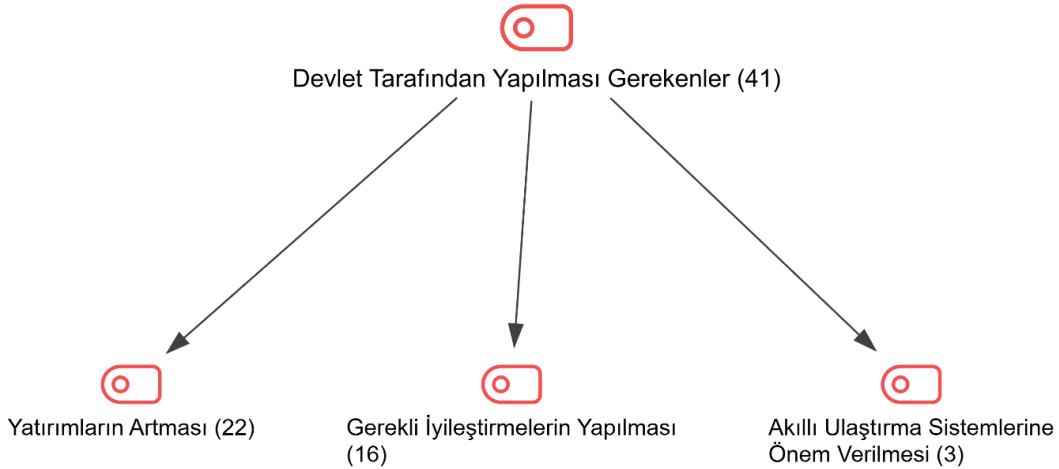 Devlet Tarafından Yapılması Gerekenler (41)
Yatırımların Artması (22)
Gerekli İyileştirmelerin Yapılması
(16)
Akıllı Ulaştırma Sistemlerine
Önem Verilmesi (3)